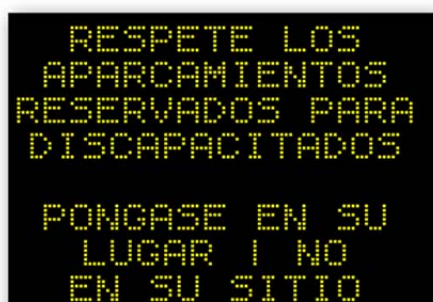 RESPETE LOS
APARCAMIENTOS
RESERVADOS PARA
DISCAPACITADOS
PONGASE EN SU
LUGAR | NO
EN SU SITIO